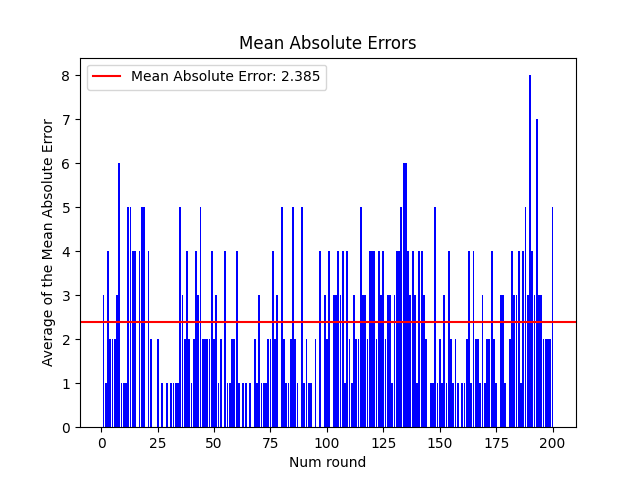 Mean Absolute Errors
Mean Absolute Error: 2.385
Average of the Mean Absolute Error
8
7
6
5
4
3
2
1
0
0 25 50 75 100 125 150 175 200
Num round